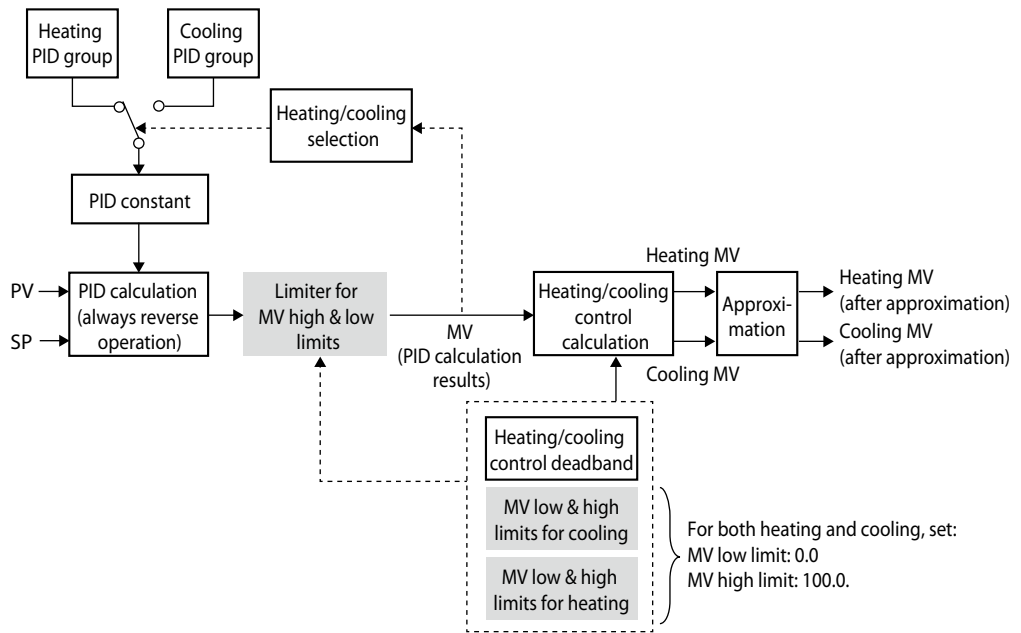 Heating
PID group
Cooling
PID group
Heating/cooling
selection
PID constant
PV
SP
PID calculation
(always reverse
operation)
Limiter for
MV high & low
limits
MV
(PID calculation
results)
Heating/cooling
control
calculation
Heating MV
Cooling MV
Approxi-
mation
Heating MV
(after approximation)
Cooling MV
(after approximation)
Heating/cooling
control deadband
MV low & high
limits for cooling
MV low & high
limits for heating
For both heating and cooling, set:
MV low limit: 0.0
MV high limit: 100.0.